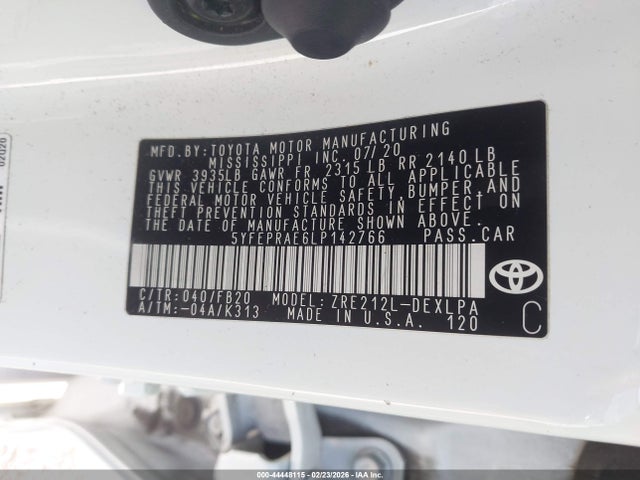 MFD.BY:TOYOTA MOTOR MANUFACTURING
MISSISSIPPI INC. 07/20
GVWR 3935LB GAWR FR 2315 LB RR 2140 LB
THIS VEHICLE CONFORMS TO ALL APPLICABLE
FEDERAL MOTOR VEHICLE SAFETY, BUMPER, AND
THEFT PREVENTION STANDARDS IN EFFECT ON
THE DATE OF MANUFACTURE SHOWN ABOVE.
5YFEPRAE6LP142766 PASS.CAR
C/TR:040/FB20 MODEL:ZRE212L-DEXLPA
A/TM:-04A/K313 MADE IN U.S.A. 120
C
02020
000-44448115 - 02/23/2026 - IAA Inc.